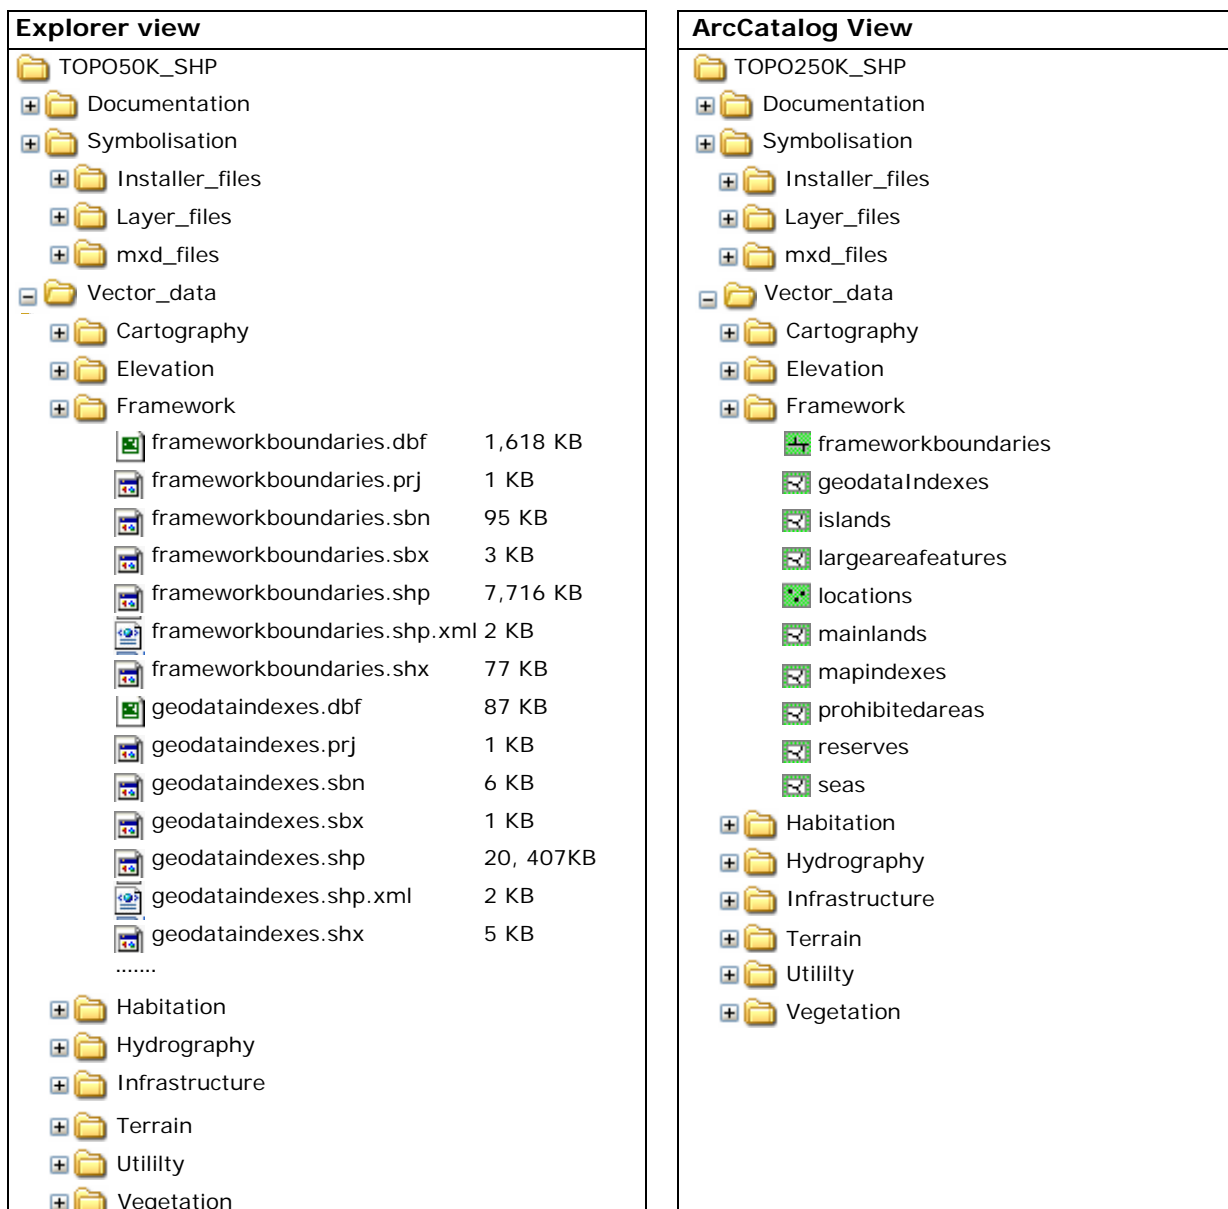 Explorer view
TOPO50K_SHP
Documentation
Symbolisation
Installer_files
Layer_files
mxd_files
Vector_data
Cartography
Elevation
Framework
frameworkboundaries.dbf 1,618 KB
frameworkboundaries.prj 1 KB
frameworkboundaries.sbn 95 KB
frameworkboundaries.sbx 3 KB
frameworkboundaries.shp 7,716 KB
frameworkboundaries.shp.xml 2 KB
frameworkboundaries.shx 77 KB
geodataindexes.dbf 87 KB
geodataindexes.prj 1 KB
geodataindexes.sbn 6 KB
geodataindexes.sbx 1 KB
geodataindexes.shp 20, 407KB
geodataindexes.shp.xml 2 KB
geodataindexes.shx 5 KB
.......
Habitation
Hydrography
Infrastructure
Terrain
Utililty
Vegetation
ArcCatalog View
TOPO250K_SHP
Documentation
Symbolisation
Installer_files
Layer_files
mxd_files
Vector_data
Cartography
Elevation
Framework
frameworkboundaries
geodataIndexes
islands
largeareafeatures
locations
mainlands
mapindexes
prohibitedareas
reserves
seas
Habitation
Hydrography
Infrastructure
Terrain
Utililty
Vegetation